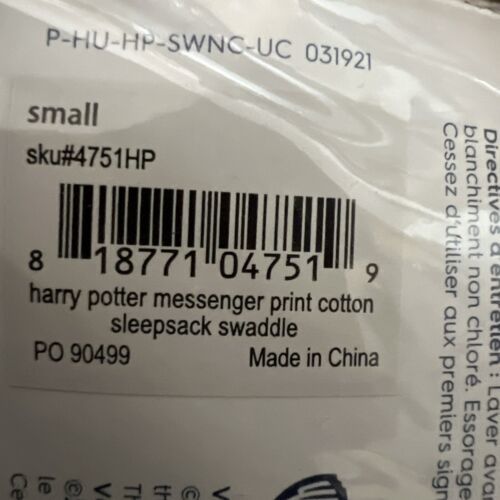 P-HU-HP-SWNC-UC 031921
small
sku#4751HP
8 18771 04751 9
harry potter messenger print cotton
sleepsack swaddle
PO 90499 Made in China
Directives d'entretien : Laver ava
blanchiment non chloré. Essorage
Cessez d'utiliser aux premiers sign